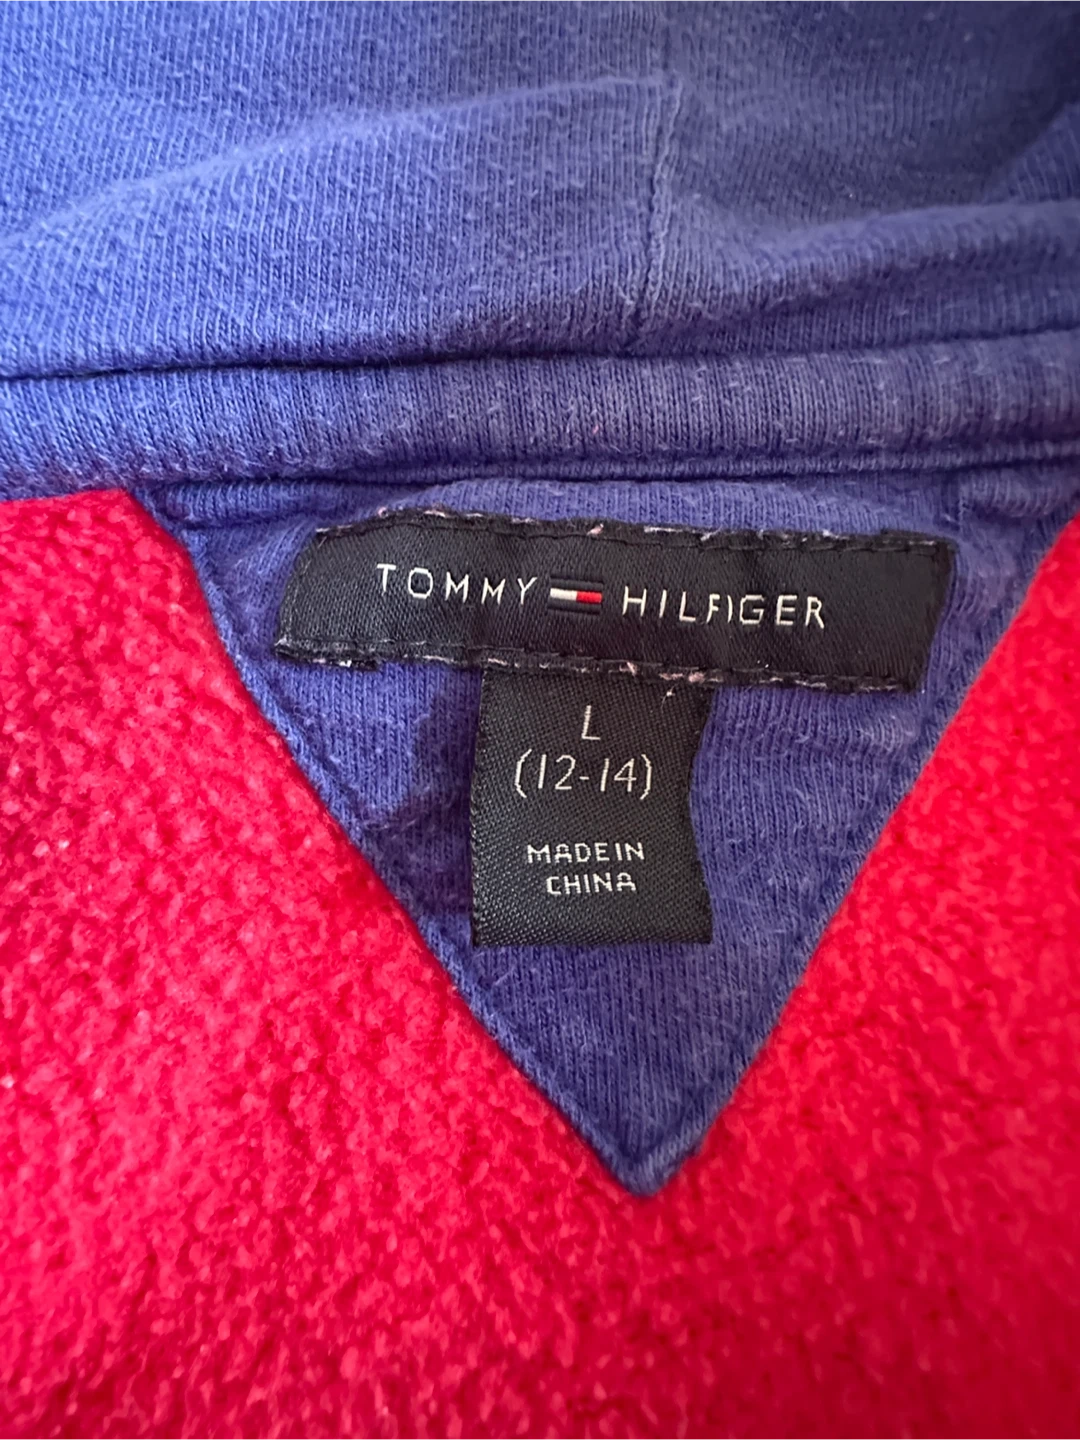 TOMMY HILFIGER
L
(12-14)
MADE IN
CHINA